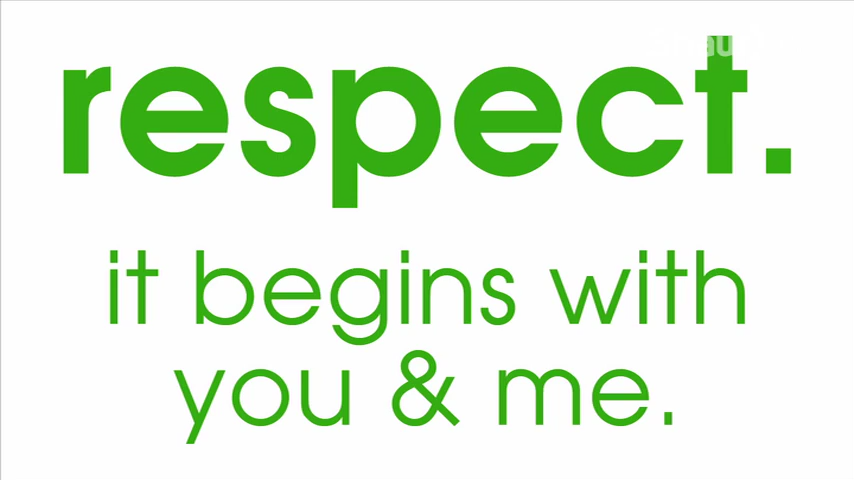 respect.
it begins with
you & me.